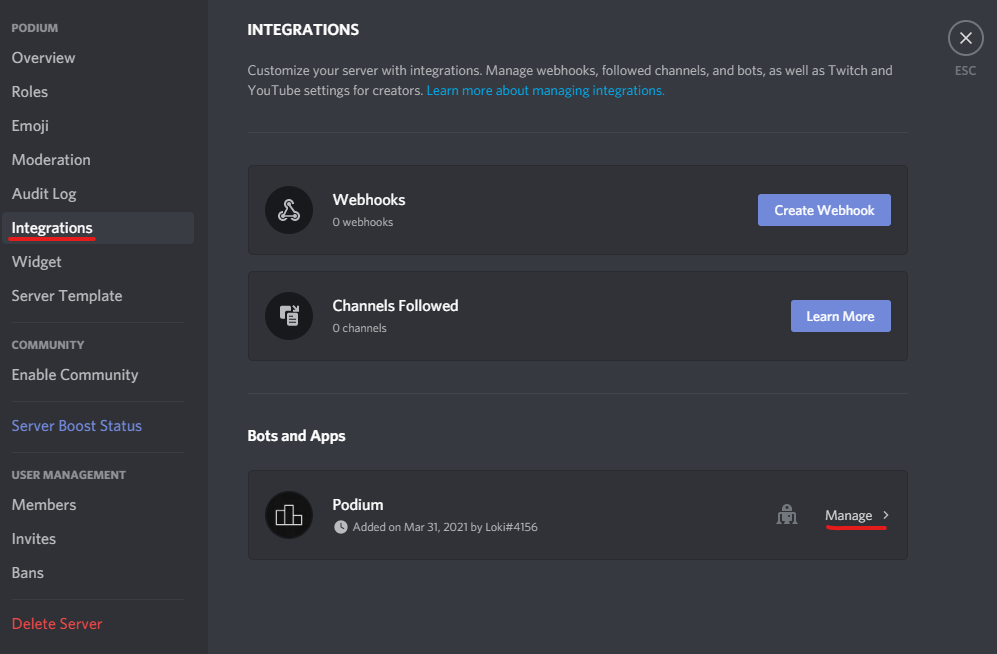 PODIUM
Overview
Roles
Emoji
Moderation
Audit Log
Integrations
Widget
Server Template
COMMUNITY
Enable Community
Server Boost Status
USER MANAGEMENT
Members
Invites
Bans
Delete Server
INTEGRATIONS
Customize your server with integrations. Manage webhooks, followed channels, and bots, as well as Twitch and
YouTube settings for creators. Learn more about managing integrations.
Webhooks
0 webhooks
Create Webhook
Channels Followed
0 channels
Learn More
Bots and Apps
Podium
Added on Mar 31, 2021 by Loki#4156
Manage
ESC